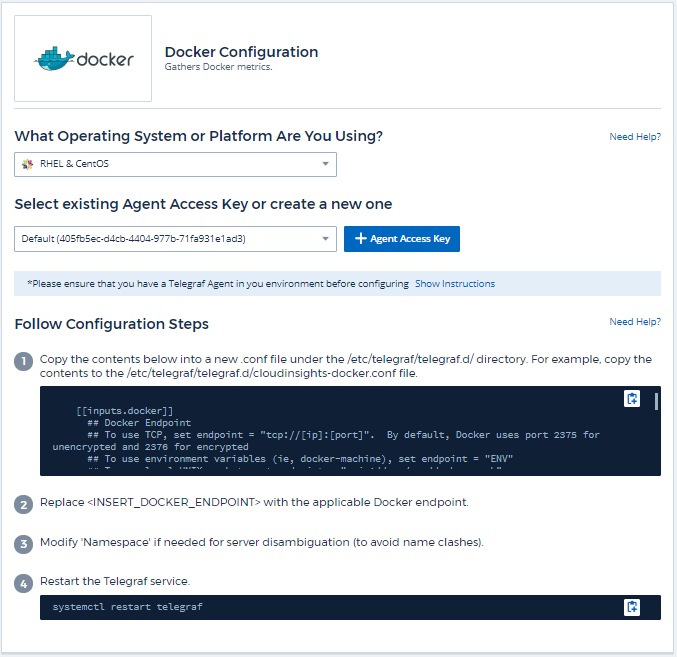 docker
Docker Configuration
Gathers Docker metrics.
What Operating System or Platform Are You Using?
Need Help?
RHEL & CentOS
Select existing Agent Access Key or create a new one
Default (405fb5ec-d4cb-4404-977b-71fa931e1ad3)
+ Agent Access Key
*Please ensure that you have a Telegraf Agent in you environment before configuring Show Instructions
Follow Configuration Steps
Need Help?
1 Copy the contents below into a new .conf file under the /etc/telegraf/telegraf.d/ directory. For example, copy the
contents to the /etc/telegraf/telegraf.d/cloudinsights-docker.conf file.
[[inputs.docker]]
## Docker Endpoint
## To use TCP, set endpoint = "tcp://[ip]:[port]". By default, Docker uses port 2375 for
unencrypted and 2376 for encrypted
## To use environment variables (ie, docker-machine), set endpoint = "ENV"
2 Replace <INSERT_DOCKER_ENDPOINT> with the applicable Docker endpoint.
3 Modify 'Namespace' if needed for server disambiguation (to avoid name clashes).
4 Restart the Telegraf service.
systemctl restart telegraf